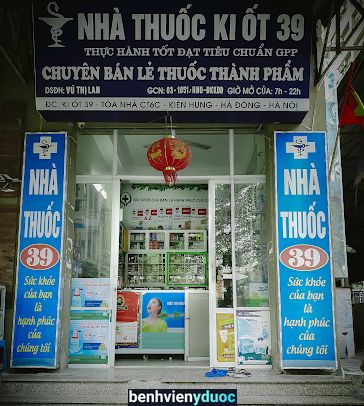 NHÀ THUỐC KI ỐT 39
THỰC HÀNH TỐT ĐẠT TIÊU CHUẨN GPP
CHUYÊN BÁN LẺ THUỐC THÀNH PHẨM
DSĐH: VŨ THỊ LAN
GIỜ MỞ CỬA: 7h - 22h
ĐC: KI ỐT 39 - TÒA NHÀ CT6C - KIẾN HƯNG - HÀ ĐÔNG - HÀ NỘI
NHÀ
THUỐC
39
Sức khỏe
của bạn
là
hạnh phúc
của
chúng tôi
NHÀ
THUỐC
39
Sức khỏe
của bạn
là
hạnh phúc
của
chúng tôi
benhvienyduoc